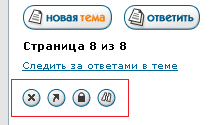 новая тема ответить
Страница 8 из 8
Следить за ответами в теме